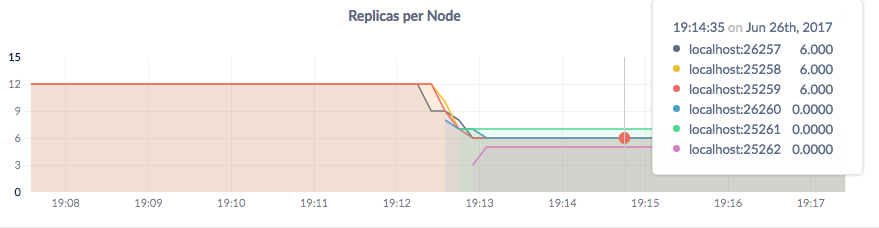 Replicas per Node
19:14:35 on Jun 26th, 2017
localhost:26257 6.000
localhost:25258 6.000
localhost:25259 6.000
localhost:26260 0.0000
localhost:25261 0.0000
localhost:25262 0.0000
15
12
9
6
3
0
19:08 19:09 19:10 19:11 19:12 19:13 19:14 19:15 19:16 19:17